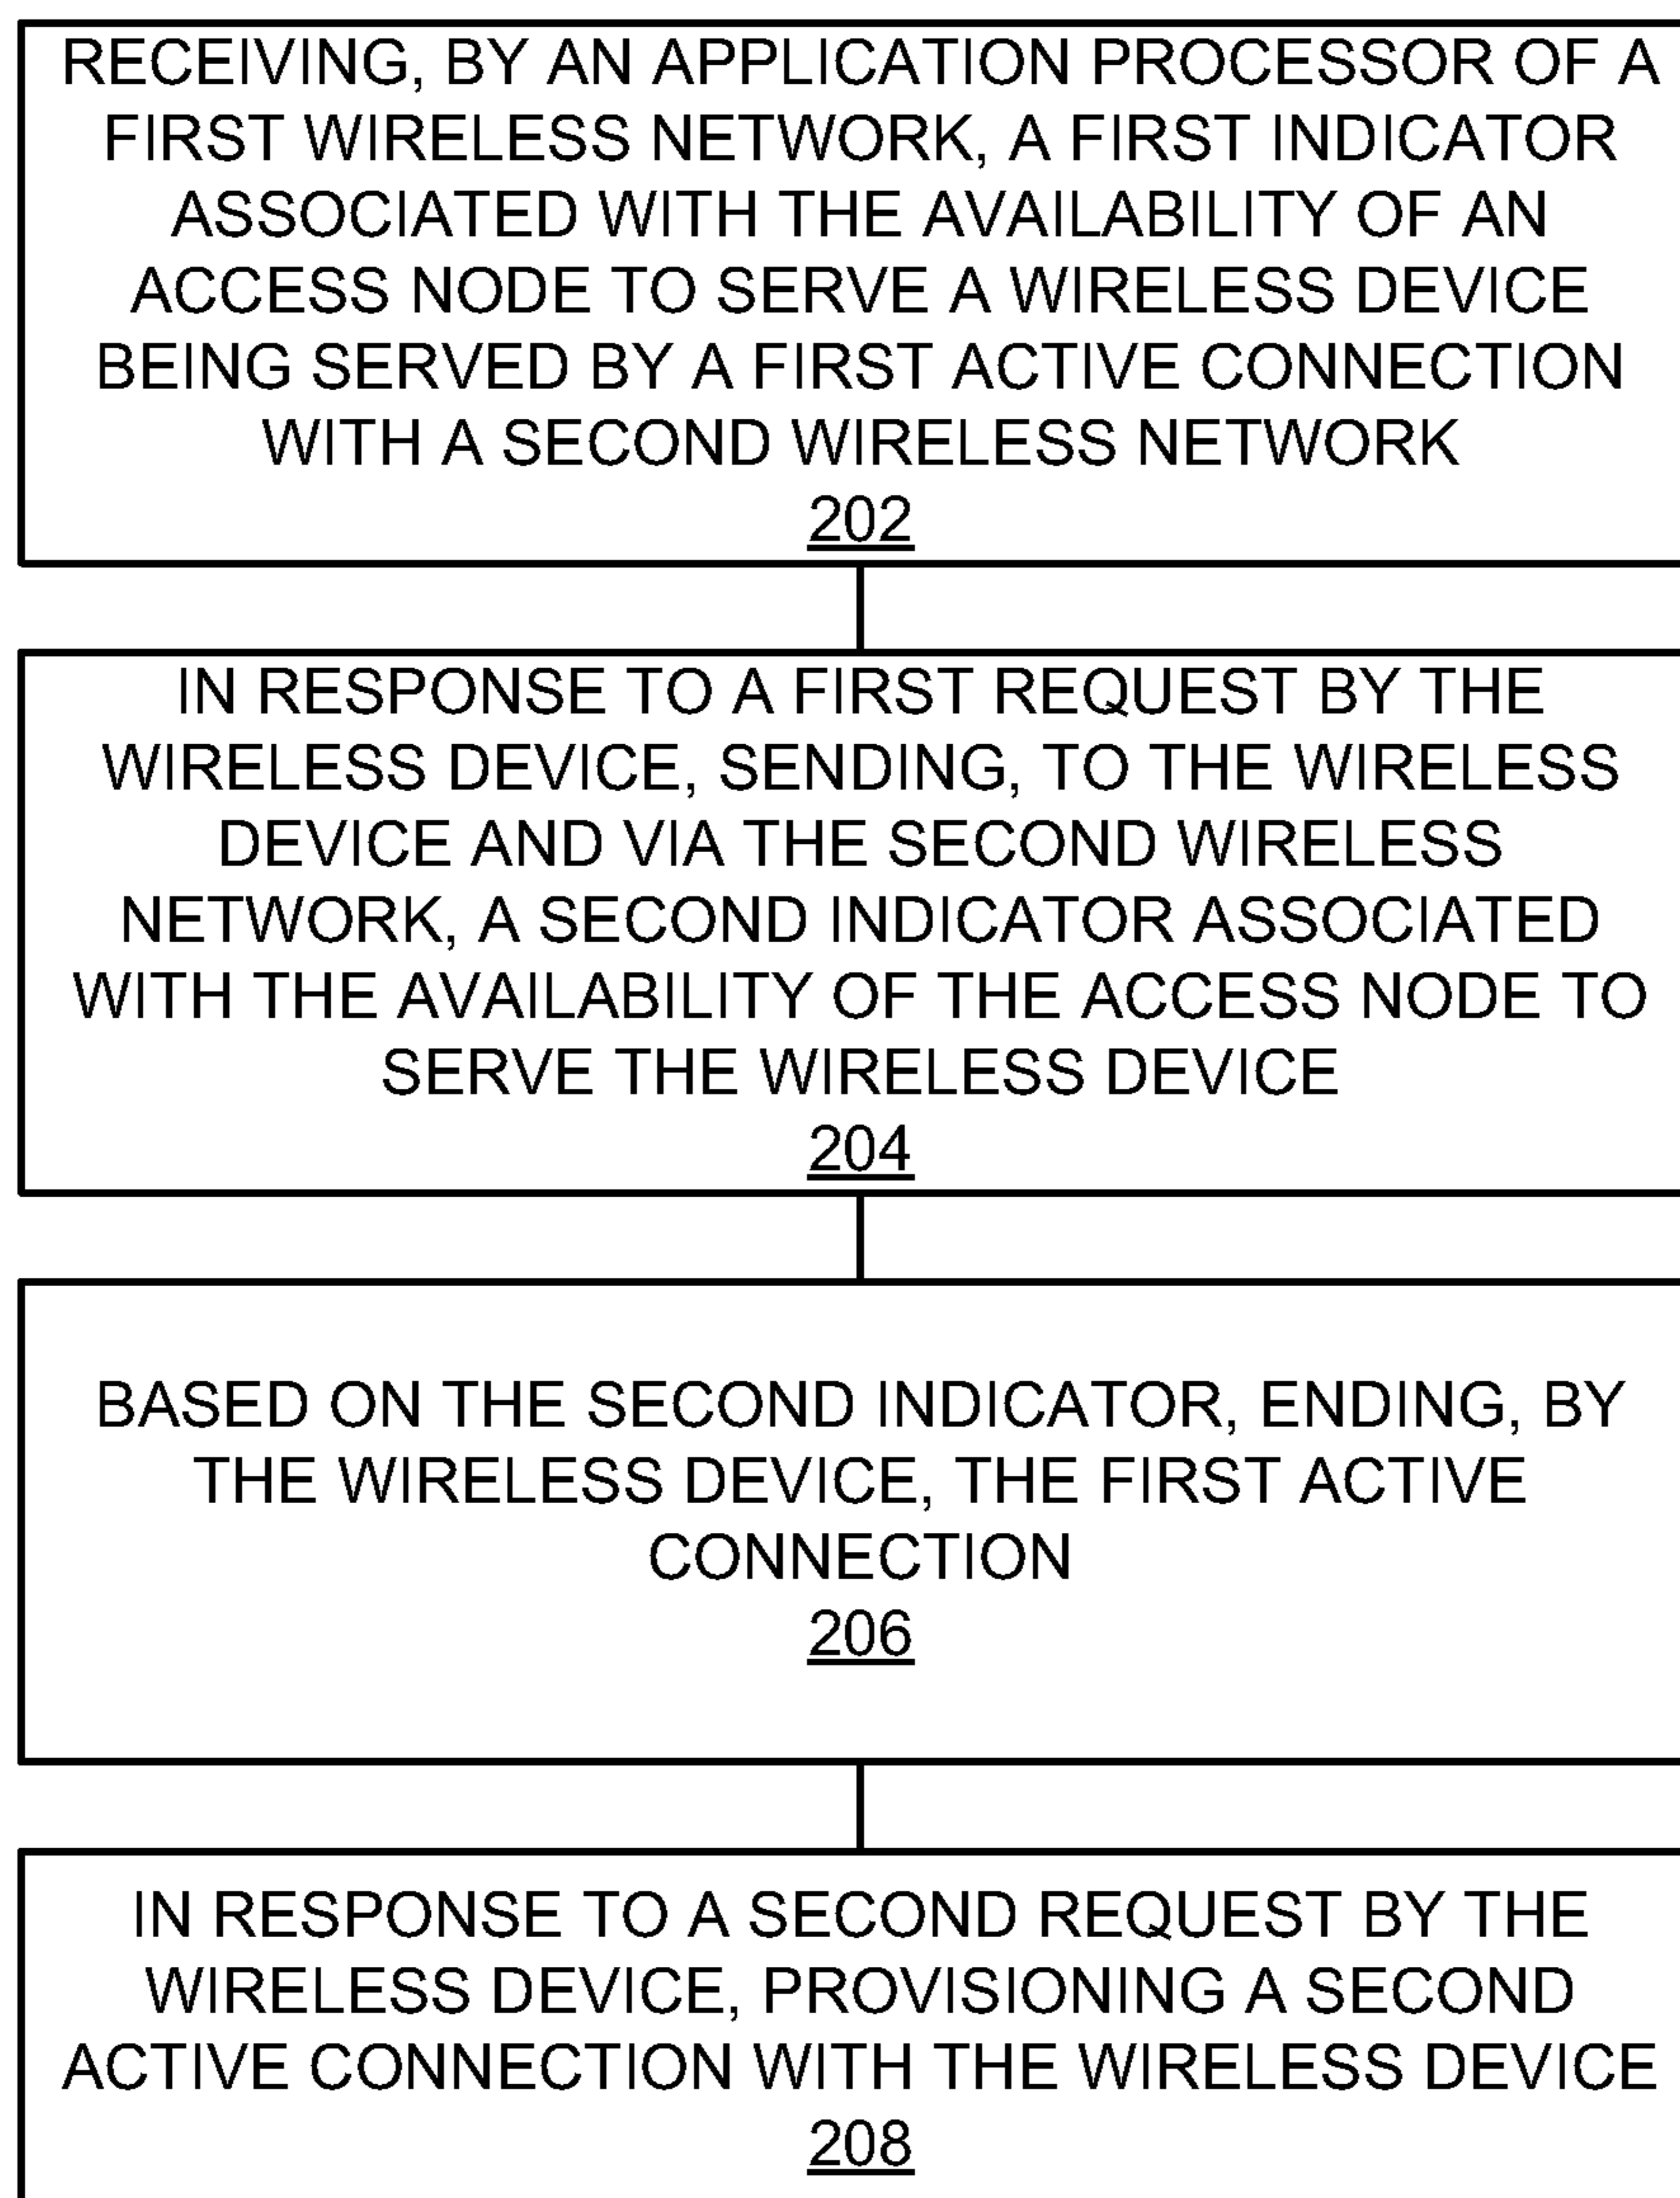 RECEIVING, BY AN APPLICATION PROCESSOR OF A
FIRST WIRELESS NETWORK, A FIRST INDICATOR
ASSOCIATED WITH THE AVAILABILITY OF AN
ACCESS NODE TO SERVE A WIRELESS DEVICE
BEING SERVED BY A FIRST ACTIVE CONNECTION
WITH A SECOND WIRELESS NETWORK
202
IN RESPONSE TO A FIRST REQUEST BY THE
WIRELESS DEVICE, SENDING, TO THE WIRELESS
DEVICE AND VIA THE SECOND WIRELESS
NETWORK, A SECOND INDICATOR ASSOCIATED
WITH THE AVAILABILITY OF THE ACCESS NODE TO
SERVE THE WIRELESS DEVICE
204
BASED ON THE SECOND INDICATOR, ENDING, BY
THE WIRELESS DEVICE, THE FIRST ACTIVE
CONNECTION
206
IN RESPONSE TO A SECOND REQUEST BY THE
WIRELESS DEVICE, PROVISIONING A SECOND
ACTIVE CONNECTION WITH THE WIRELESS DEVICE
208